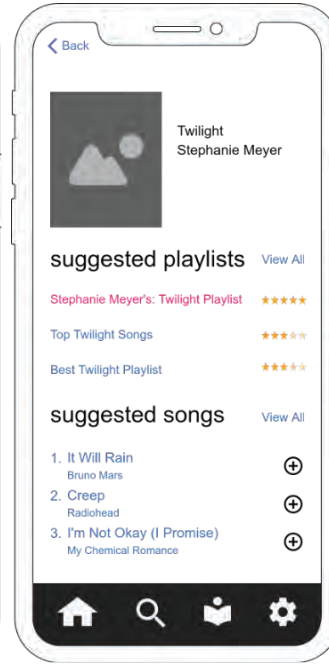 Back
Twilight
Stephanie Meyer
suggested playlists View All
Stephanie Meyer's: Twilight Playlist
Top Twilight Songs
Best Twilight Playlist
suggested songs View All
1. It Will Rain
Bruno Mars
2. Creep
Radiohead
3. I'm Not Okay (I Promise)
My Chemical Romance